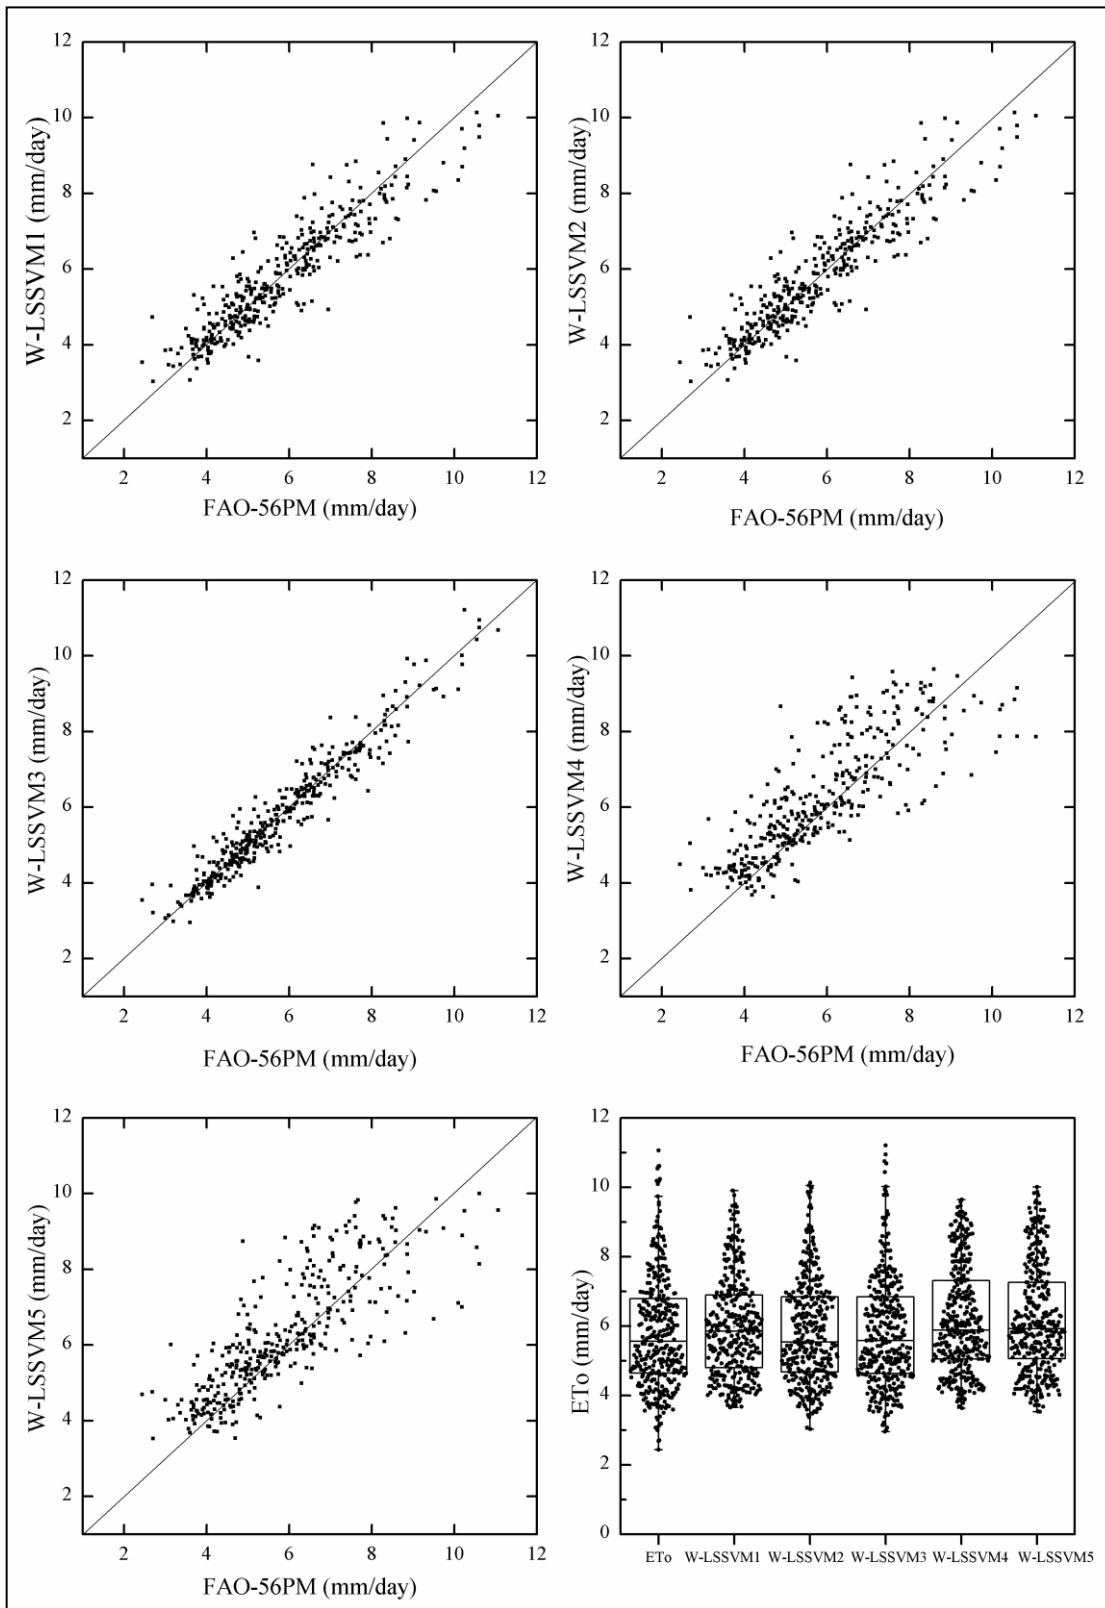 12
10
8
6
4
2
W-LSSVM1 (mm/day)
2 4 6 8 10 12
FAO-56PM (mm/day)
12
10
8
6
4
2
W-LSSVM2 (mm/day)
2 4 6 8 10 12
FAO-56PM (mm/day)
12
10
8
6
4
2
W-LSSVM3 (mm/day)
2 4 6 8 10 12
FAO-56PM (mm/day)
12
10
8
6
4
2
W-LSSVM4 (mm/day)
2 4 6 8 10 12
FAO-56PM (mm/day)
12
10
8
6
4
2
W-LSSVM5 (mm/day)
2 4 6 8 10 12
FAO-56PM (mm/day)
12
10
8
6
4
2
0
ETo (mm/day)
ETo W-LSSVM1 W-LSSVM2 W-LSSVM3 W-LSSVM4 W-LSSVM5